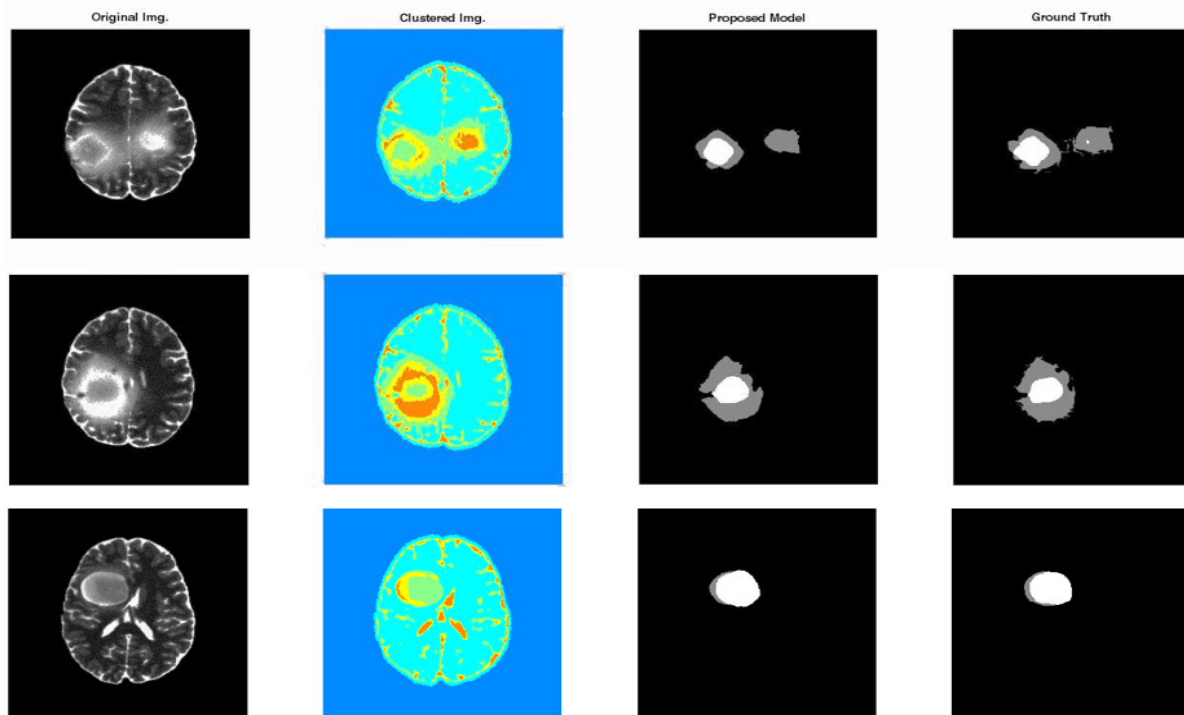 Original Img.
Clustered Img.
Proposed Model
Ground Truth